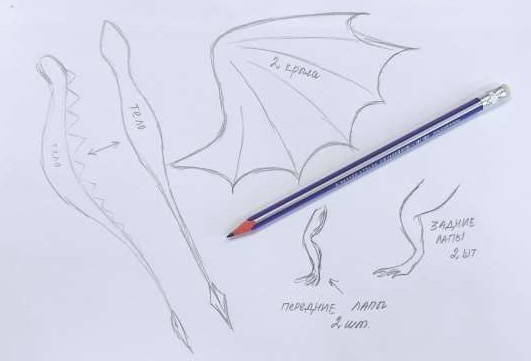 2 крыла
тело
тело
ЗАДНИЕ
ЛАПЫ
2 ШТ
ПЕРЕДНИЕ ЛАПЫ
2 шт.